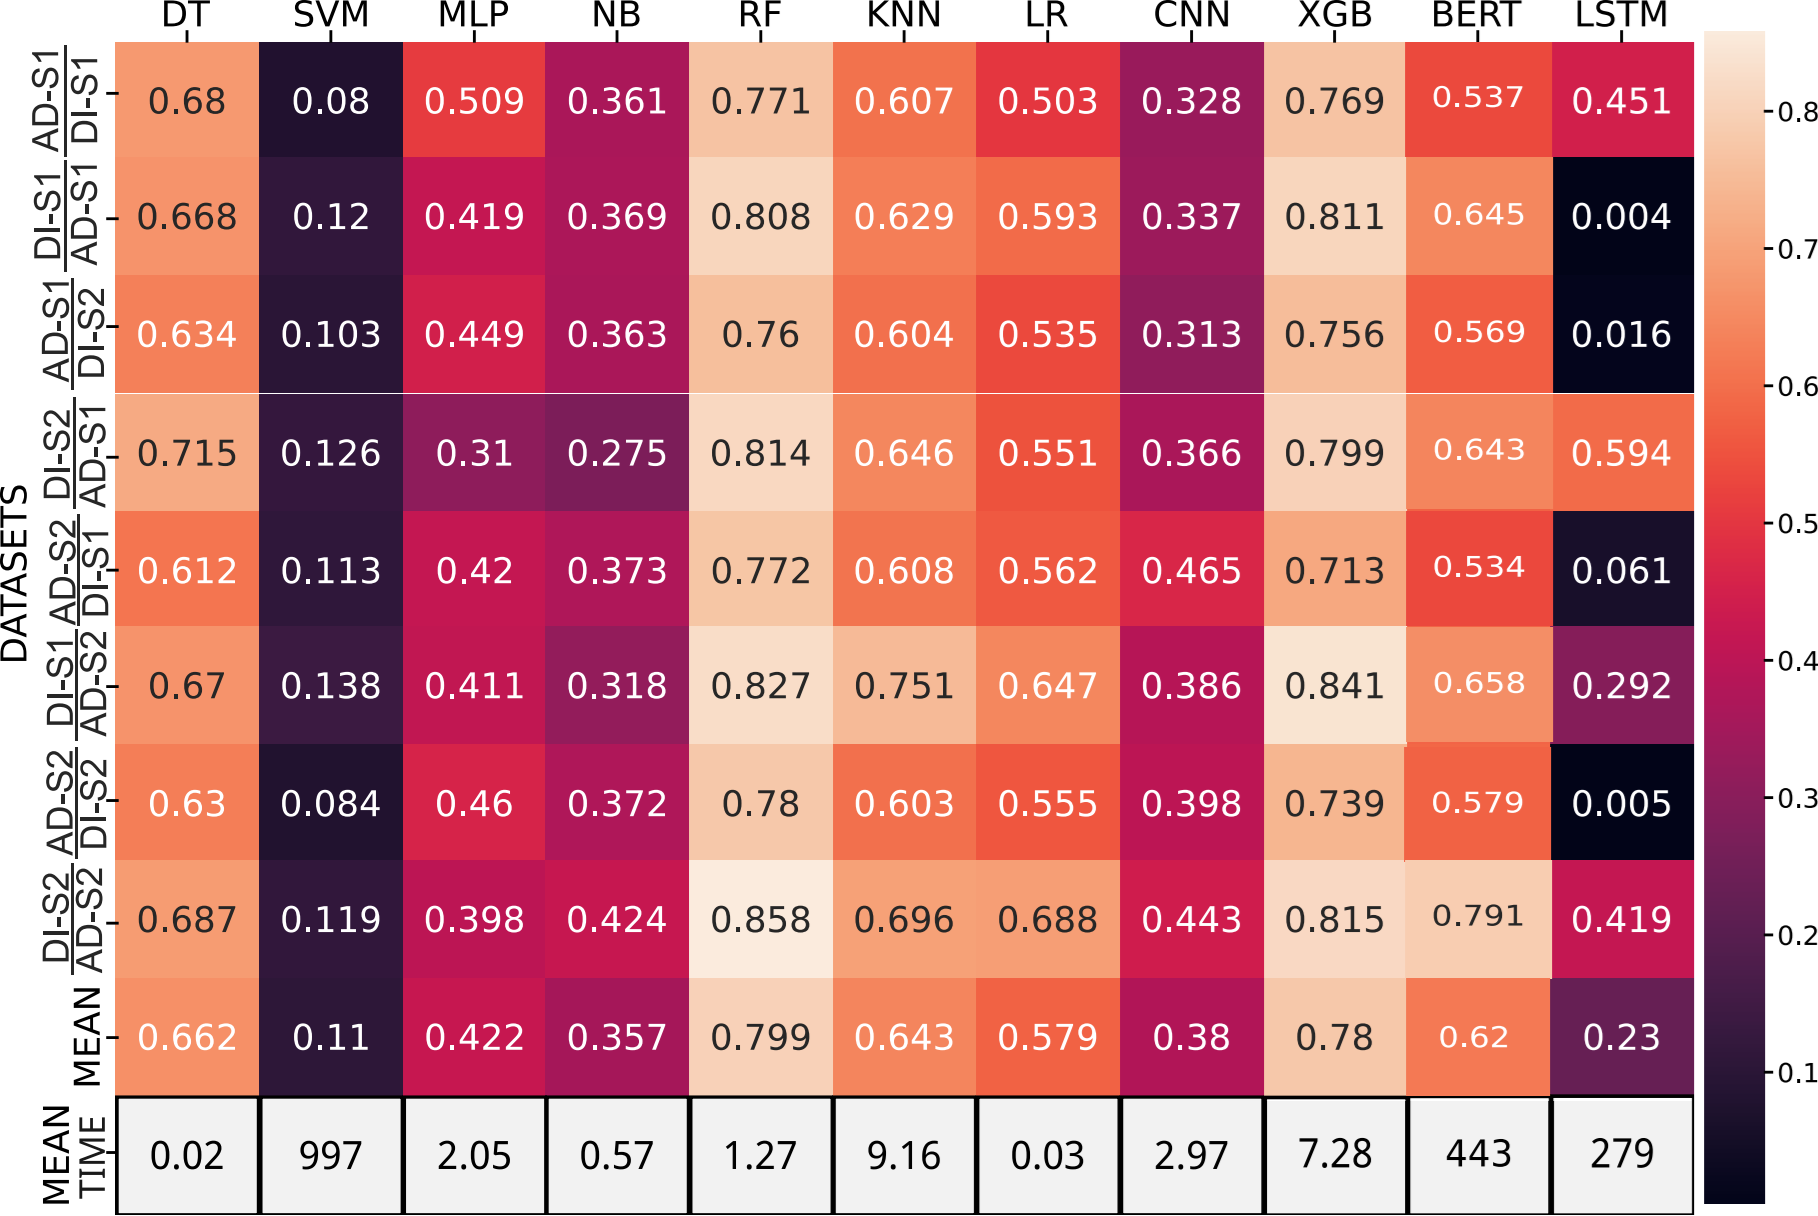 DT SVM MLP NB RF KNN LR CNN XGB BERT LSTM
DATASETS
AD-S1
DI-S1
0.68 0.08 0.509 0.361 0.771 0.607 0.503 0.328 0.769 0.537 0.451
DI-S1
AD-S1
0.668 0.12 0.419 0.369 0.808 0.629 0.593 0.337 0.811 0.645 0.004
AD-S1
DI-S2
0.634 0.103 0.449 0.363 0.76 0.604 0.535 0.313 0.756 0.569 0.016
DI-S2
AD-S1
0.715 0.126 0.31 0.275 0.814 0.646 0.551 0.366 0.799 0.643 0.594
AD-S2
DI-S1
0.612 0.113 0.42 0.373 0.772 0.608 0.562 0.465 0.713 0.534 0.061
DI-S1
AD-S2
0.67 0.138 0.411 0.318 0.827 0.751 0.647 0.386 0.841 0.658 0.292
AD-S2
DI-S2
0.63 0.084 0.46 0.372 0.78 0.603 0.555 0.398 0.739 0.579 0.005
DI-S2
AD-S2
0.687 0.119 0.398 0.424 0.858 0.696 0.688 0.443 0.815 0.791 0.419
MEAN
0.662 0.11 0.422 0.357 0.799 0.643 0.579 0.38 0.78 0.62 0.23
MEAN
TIME
0.02 997 2.05 0.57 1.27 9.16 0.03 2.97 7.28 443 279
0.8
0.7
0.6
0.5
0.4
0.3
0.2
0.1